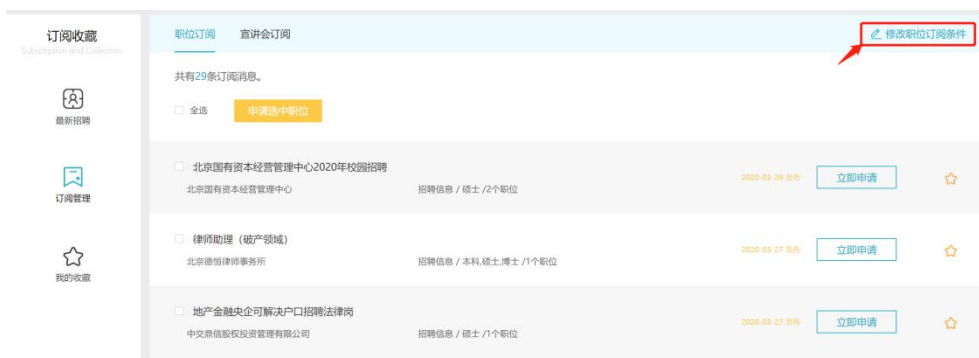 订阅收藏
Subscription and Collection
最新招聘
订阅管理
我的收藏
职位订阅 宣讲会订阅
修改职位订阅条件
共有29条订阅消息。
全选 申请选中职位
北京国有资本经营管理中心2020年校园招聘
北京国有资本经营管理中心 招聘信息 / 硕士 /2个职位
2020-03-29 发布 立即申请
律师助理（破产领域）
北京德恒律师事务所 招聘信息 / 本科,硕士,博士 /1个职位
2020-03-27 发布 立即申请
地产金融央企可解决户口招聘法律岗
中交鼎信股权投资管理有限公司 招聘信息 / 硕士 /1个职位
2020-03-27 发布 立即申请